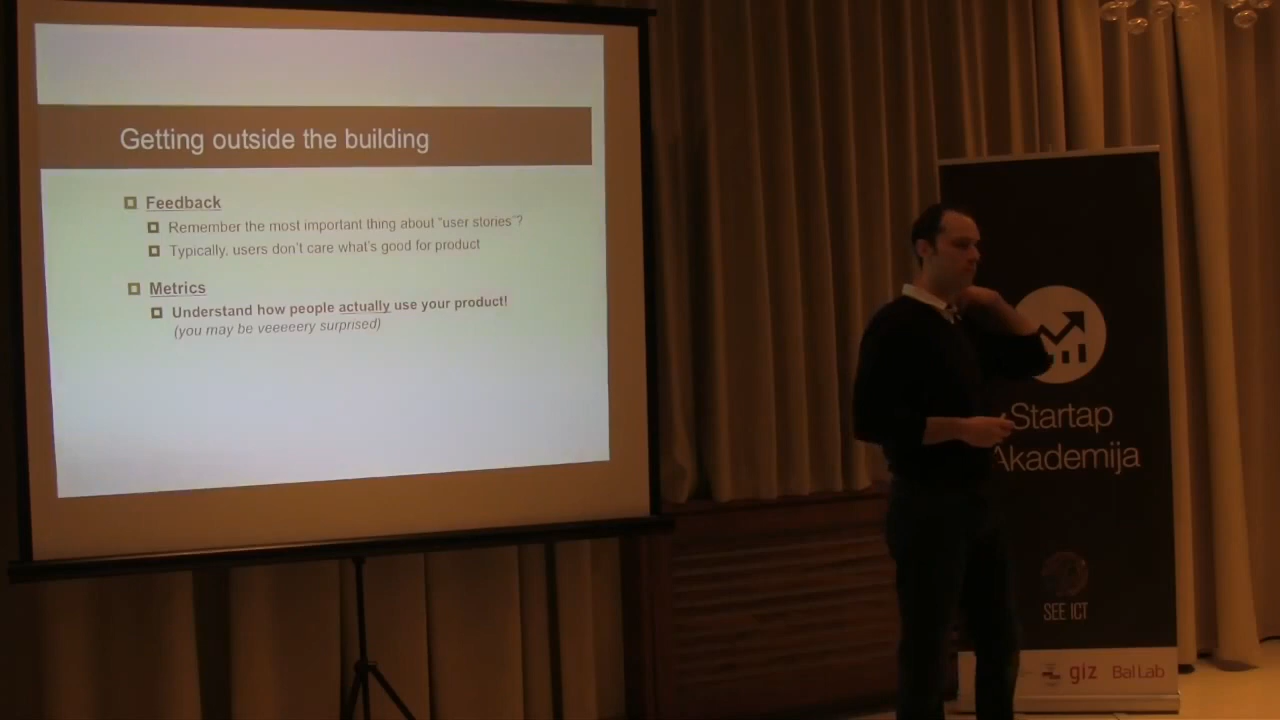 Getting outside the building
Feedback
Remember the most important thing about "user stories"?
Typically, users don't care what's good for product
Metrics
Understand how people actually use your product!
(you may be veeeeery surprised)
Startap
Akademija
SEE ICT
giz BalLab